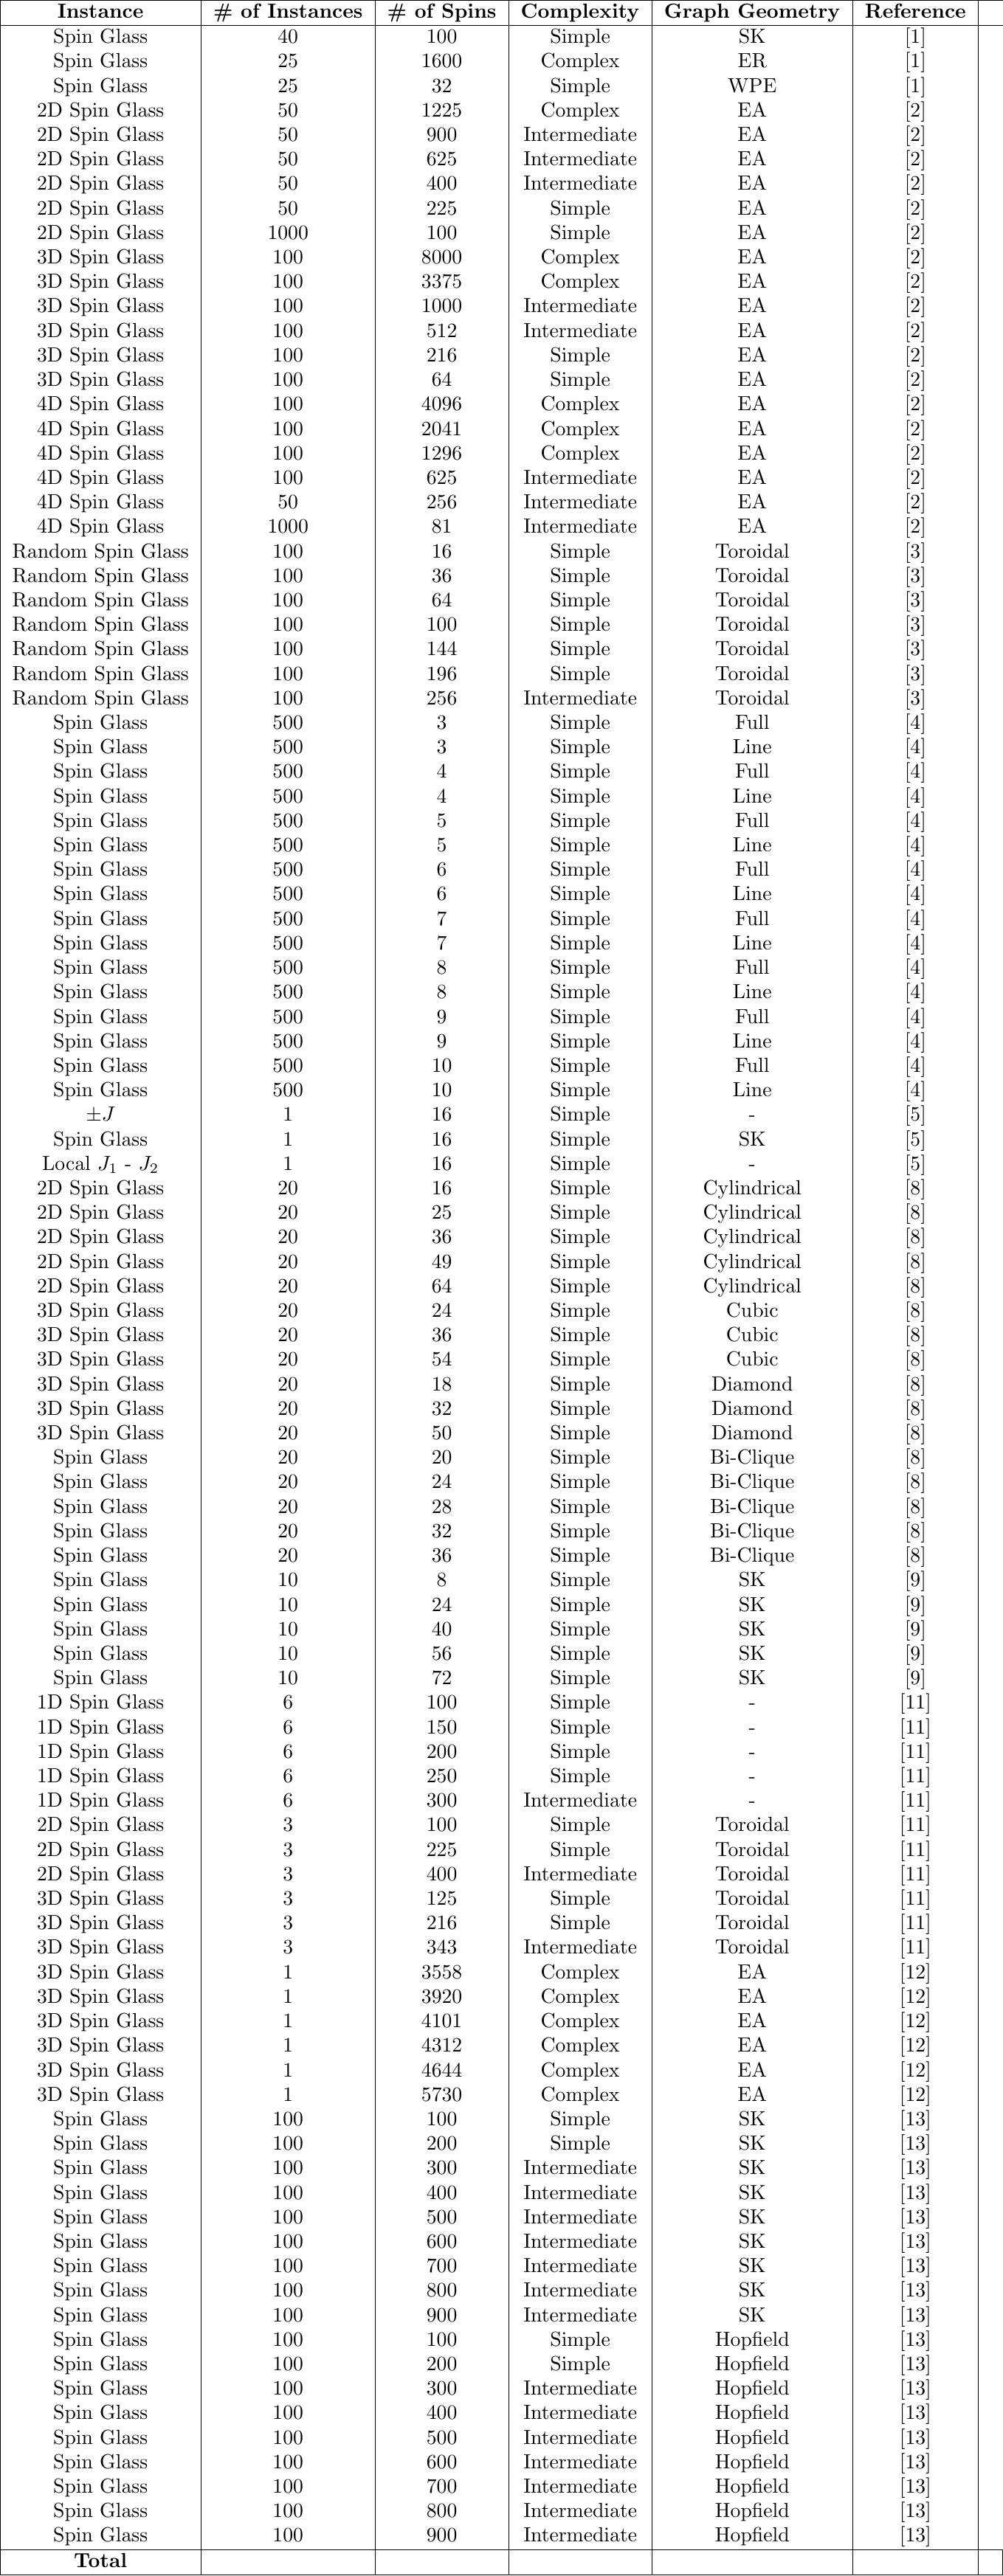 Instance # of Instances # of Spins Complexity Graph Geometry Reference
Spin Glass 40 100 Simple SK [1]
Spin Glass 25 1600 Complex ER [1]
Spin Glass 25 32 Simple WPE [1]
2D Spin Glass 50 1225 Complex EA [2]
2D Spin Glass 50 900 Intermediate EA [2]
2D Spin Glass 50 625 Intermediate EA [2]
2D Spin Glass 50 400 Intermediate EA [2]
2D Spin Glass 50 225 Simple EA [2]
2D Spin Glass 1000 100 Simple EA [2]
3D Spin Glass 100 8000 Complex EA [2]
3D Spin Glass 100 3375 Complex EA [2]
3D Spin Glass 100 1000 Intermediate EA [2]
3D Spin Glass 100 512 Intermediate EA [2]
3D Spin Glass 100 216 Simple EA [2]
3D Spin Glass 100 64 Simple EA [2]
4D Spin Glass 100 4096 Complex EA [2]
4D Spin Glass 100 2041 Complex EA [2]
4D Spin Glass 100 1296 Complex EA [2]
4D Spin Glass 100 625 Intermediate EA [2]
4D Spin Glass 50 256 Intermediate EA [2]
4D Spin Glass 1000 81 Intermediate EA [2]
Random Spin Glass 100 16 Simple Toroidal [3]
Random Spin Glass 100 36 Simple Toroidal [3]
Random Spin Glass 100 64 Simple Toroidal [3]
Random Spin Glass 100 100 Simple Toroidal [3]
Random Spin Glass 100 144 Simple Toroidal [3]
Random Spin Glass 100 196 Simple Toroidal [3]
Random Spin Glass 100 256 Intermediate Toroidal [3]
Spin Glass 500 3 Simple Full [4]
Spin Glass 500 3 Simple Line [4]
Spin Glass 500 4 Simple Full [4]
Spin Glass 500 4 Simple Line [4]
Spin Glass 500 5 Simple Full [4]
Spin Glass 500 5 Simple Line [4]
Spin Glass 500 6 Simple Full [4]
Spin Glass 500 6 Simple Line [4]
Spin Glass 500 7 Simple Full [4]
Spin Glass 500 7 Simple Line [4]
Spin Glass 500 8 Simple Full [4]
Spin Glass 500 8 Simple Line [4]
Spin Glass 500 9 Simple Full [4]
Spin Glass 500 9 Simple Line [4]
Spin Glass 500 10 Simple Full [4]
Spin Glass 500 10 Simple Line [4]
±J 1 16 Simple - [5]
Spin Glass 1 16 Simple SK [5]
Local J₁ - J₂ 1 16 Simple - [5]
2D Spin Glass 20 16 Simple Cylindrical [8]
2D Spin Glass 20 25 Simple Cylindrical [8]
2D Spin Glass 20 36 Simple Cylindrical [8]
2D Spin Glass 20 49 Simple Cylindrical [8]
2D Spin Glass 20 64 Simple Cylindrical [8]
3D Spin Glass 20 24 Simple Cubic [8]
3D Spin Glass 20 36 Simple Cubic [8]
3D Spin Glass 20 54 Simple Cubic [8]
3D Spin Glass 20 18 Simple Diamond [8]
3D Spin Glass 20 32 Simple Diamond [8]
3D Spin Glass 20 50 Simple Diamond [8]
Spin Glass 20 20 Simple Bi-Clique [8]
Spin Glass 20 24 Simple Bi-Clique [8]
Spin Glass 20 28 Simple Bi-Clique [8]
Spin Glass 20 32 Simple Bi-Clique [8]
Spin Glass 20 36 Simple Bi-Clique [8]
Spin Glass 10 8 Simple SK [9]
Spin Glass 10 24 Simple SK [9]
Spin Glass 10 40 Simple SK [9]
Spin Glass 10 56 Simple SK [9]
Spin Glass 10 72 Simple SK [9]
1D Spin Glass 6 100 Simple - [11]
1D Spin Glass 6 150 Simple - [11]
1D Spin Glass 6 200 Simple - [11]
1D Spin Glass 6 250 Simple - [11]
1D Spin Glass 6 300 Intermediate - [11]
2D Spin Glass 3 100 Simple Toroidal [11]
2D Spin Glass 3 225 Simple Toroidal [11]
2D Spin Glass 3 400 Intermediate Toroidal [11]
3D Spin Glass 3 125 Simple Toroidal [11]
3D Spin Glass 3 216 Simple Toroidal [11]
3D Spin Glass 3 343 Intermediate Toroidal [11]
3D Spin Glass 1 3558 Complex EA [12]
3D Spin Glass 1 3920 Complex EA [12]
3D Spin Glass 1 4101 Complex EA [12]
3D Spin Glass 1 4312 Complex EA [12]
3D Spin Glass 1 4644 Complex EA [12]
3D Spin Glass 1 5730 Complex EA [12]
Spin Glass 100 100 Simple SK [13]
Spin Glass 100 200 Simple SK [13]
Spin Glass 100 300 Intermediate SK [13]
Spin Glass 100 400 Intermediate SK [13]
Spin Glass 100 500 Intermediate SK [13]
Spin Glass 100 600 Intermediate SK [13]
Spin Glass 100 700 Intermediate SK [13]
Spin Glass 100 800 Intermediate SK [13]
Spin Glass 100 900 Intermediate SK [13]
Spin Glass 100 100 Simple Hopfield [13]
Spin Glass 100 200 Simple Hopfield [13]
Spin Glass 100 300 Intermediate Hopfield [13]
Spin Glass 100 400 Intermediate Hopfield [13]
Spin Glass 100 500 Intermediate Hopfield [13]
Spin Glass 100 600 Intermediate Hopfield [13]
Spin Glass 100 700 Intermediate Hopfield [13]
Spin Glass 100 800 Intermediate Hopfield [13]
Spin Glass 100 900 Intermediate Hopfield [13]
Total